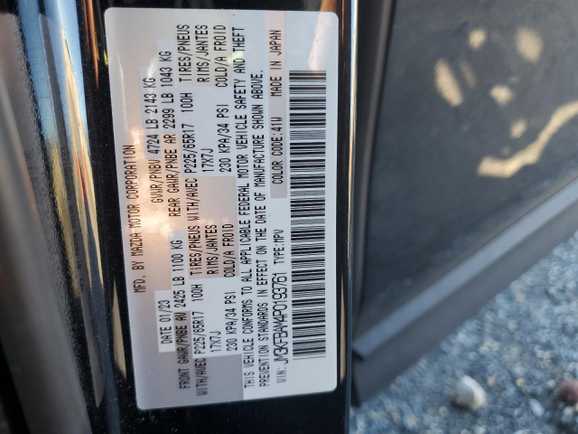 MFD. BY MAZDA MOTOR CORPORATION
DATE 01/23 GVWR/PNBV 4724 LB 2143 KG
FRONT GAWR/PNBE AV 2425 LB 1100 KG REAR GAWR/PNBE AR 2299 LB 1043 KG
WITH/AVEC P225/65R17 100H TIRES/PNEUS WITH/AVEC P225/65R17 100H TIRES/PNEUS
17X7J RIMS/JANTES 17X7J RIMS/JANTES
230 KPA/34 PSI COLD/A FROID 230 KPA/34 PSI COLD/A FROID
THIS VEHICLE CONFORMS TO ALL APPLICABLE FEDERAL MOTOR VEHICLE SAFETY AND THEFT
PREVENTION STANDARDS IN EFFECT ON THE DATE OF MANUFACTURE SHOWN ABOVE.
VIN: JM3KFBAM4P0193761 TYPE:MPV COLOR CODE:41W MADE IN JAPAN